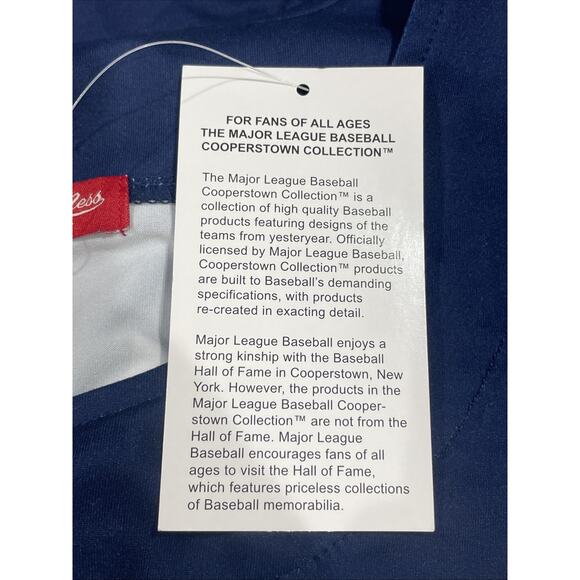 FOR FANS OF ALL AGES
THE MAJOR LEAGUE BASEBALL
COOPERSTOWN COLLECTION™
The Major League Baseball
Cooperstown Collection™ is a
collection of high quality Baseball
products featuring designs of the
teams from yesteryear. Officially
licensed by Major League Baseball,
Cooperstown Collection™ products
are built to Baseball's demanding
specifications, with products
re-created in exacting detail.
Major League Baseball enjoys a
strong kinship with the Baseball
Hall of Fame in Cooperstown, New
York. However, the products in the
Major League Baseball Cooper-
stown Collection™ are not from the
Hall of Fame. Major League
Baseball encourages fans of all
ages to visit the Hall of Fame,
which features priceless collections
of Baseball memorabilia.